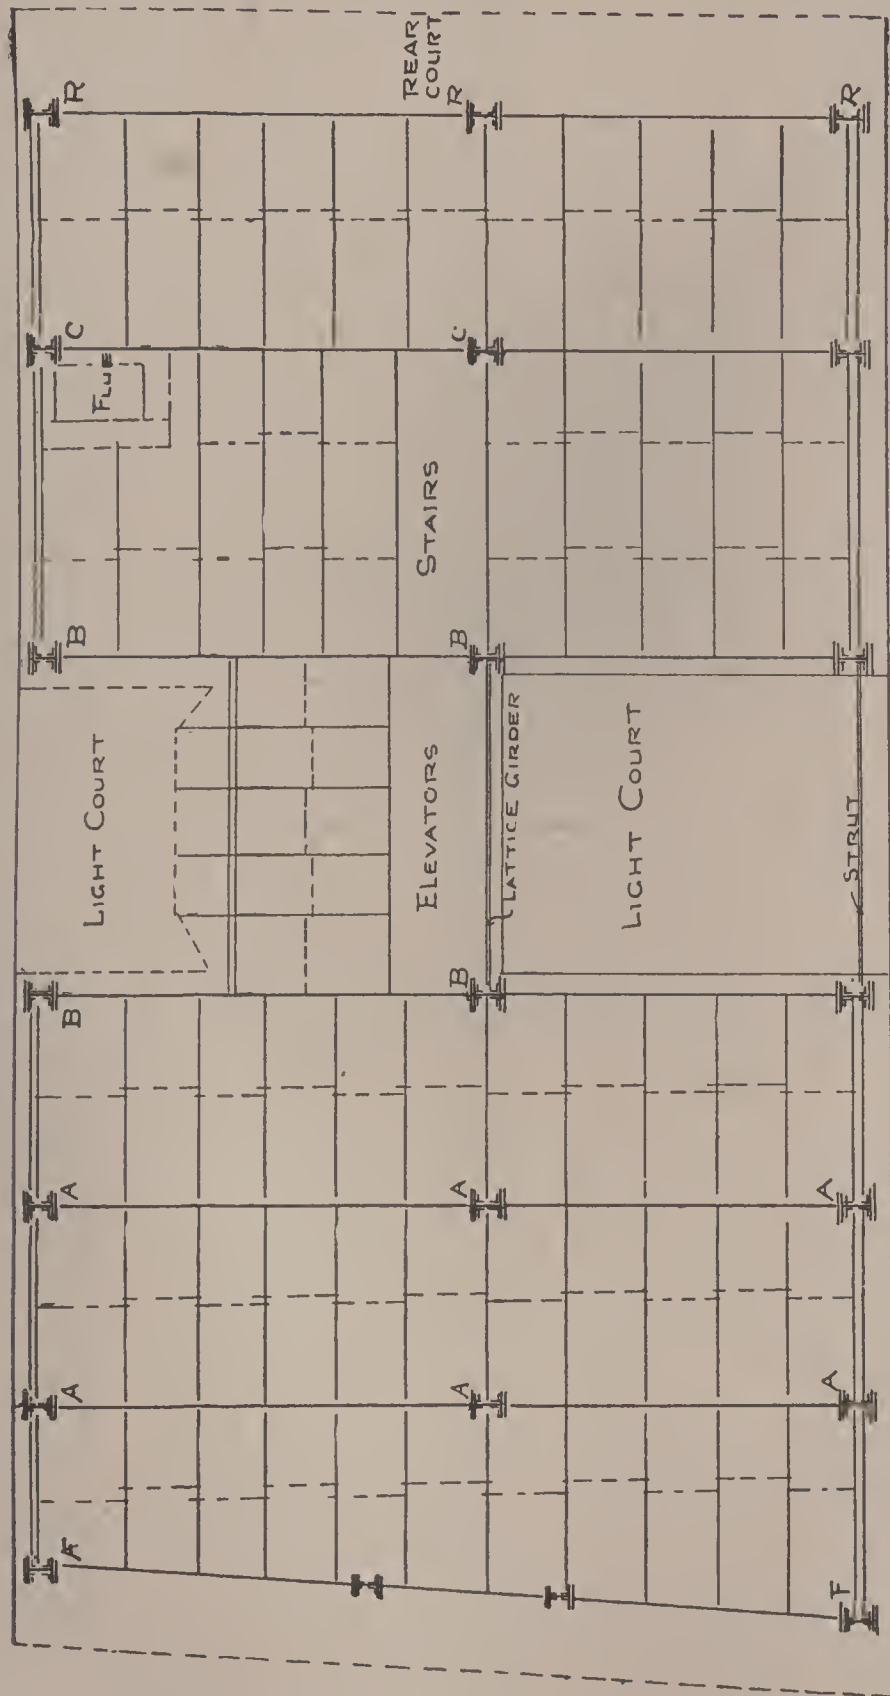 F A A B B C R
LIGHT COURT
FLUE
ELEVATORS
STAIRS
REAR
COURT
A A B B C R
LATTICE GIRDER
LIGHT COURT
F A A R
STRUT